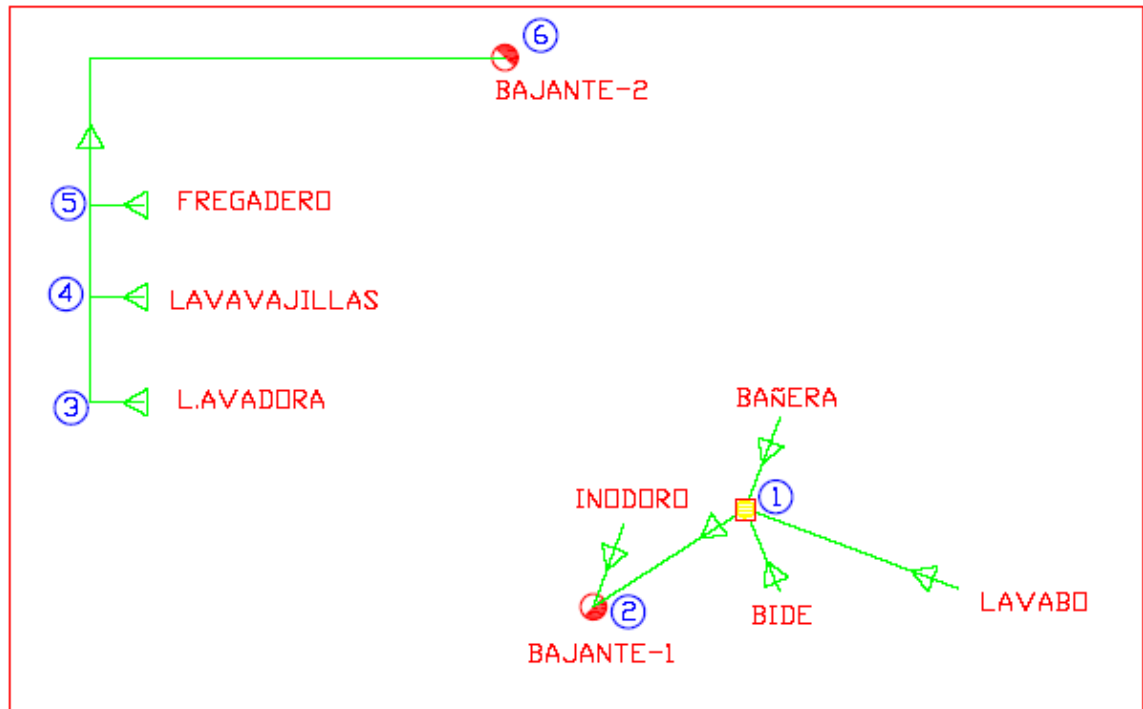 6
BAJANTE-2
5
FREGADERO
4
LAVAVAJILLAS
3
L.AVADORA
BAÑERA
INODORO
1
2
BIDE
LAVABO
BAJANTE-1